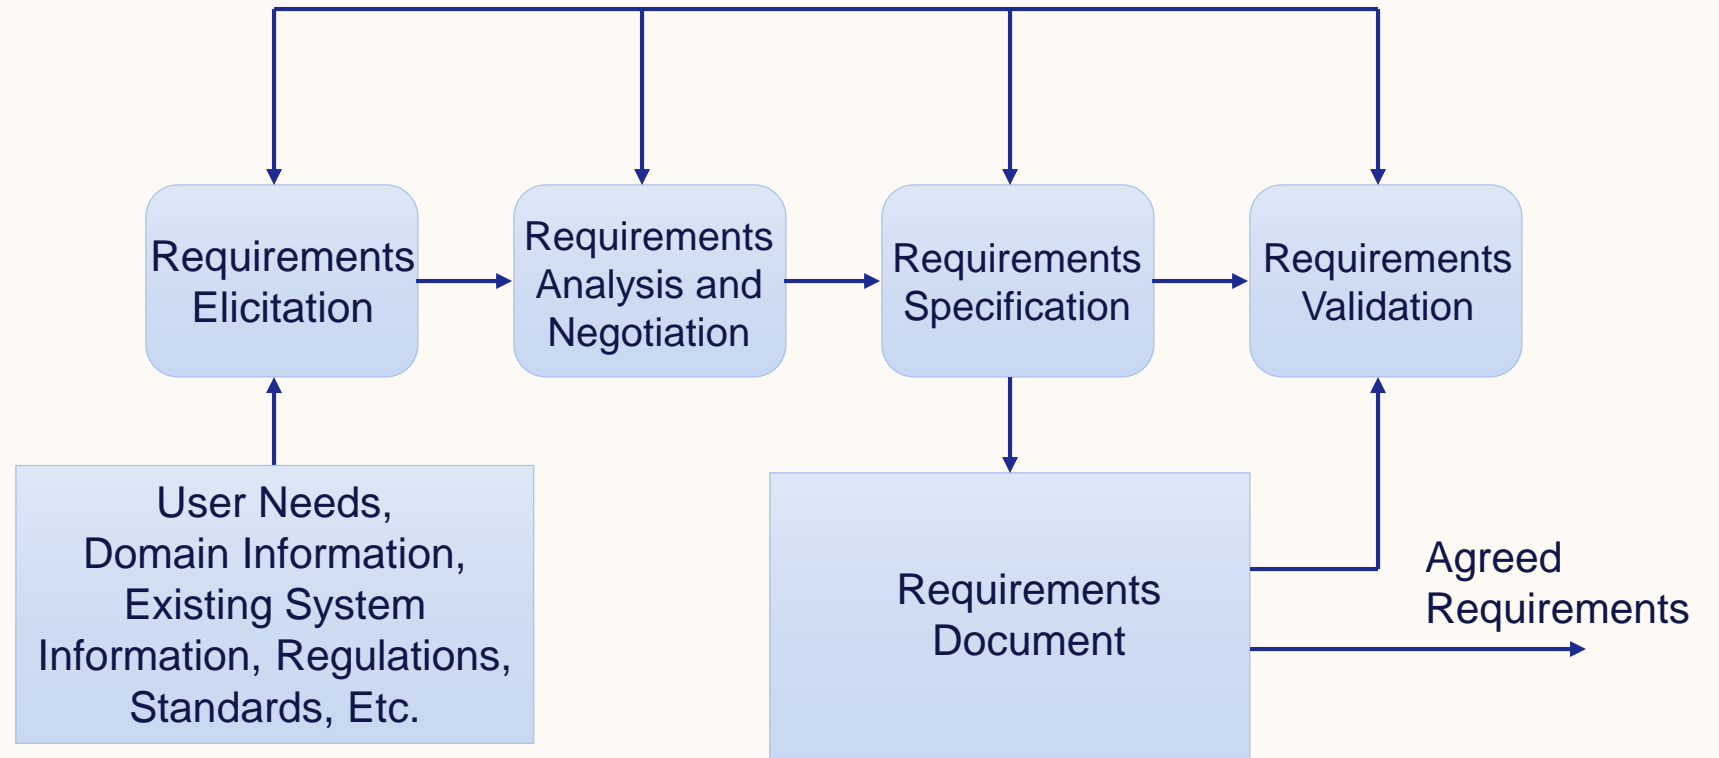 Requirements
Elicitation
Requirements
Analysis and
Negotiation
Requirements
Specification
Requirements
Validation
User Needs,
Domain Information,
Existing System
Information, Regulations,
Standards, Etc.
Requirements
Document
Agreed
Requirements